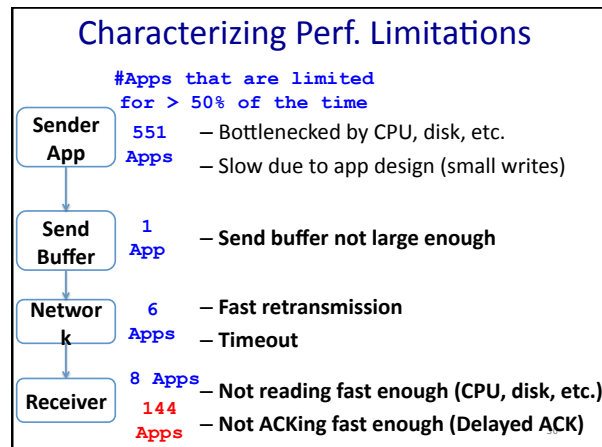 Characterizing Perf. Limitations
#Apps that are limited
for > 50% of the time
Sender
App
551
Apps
– Bottlenecked by CPU, disk, etc.
– Slow due to app design (small writes)
Send
Buffer
1
App
– Send buffer not large enough
Networ
k
6
Apps
– Fast retransmission
– Timeout
Receiver
8 Apps
144
Apps
– Not reading fast enough (CPU, disk, etc.)
– Not ACKing fast enough (Delayed ACK)